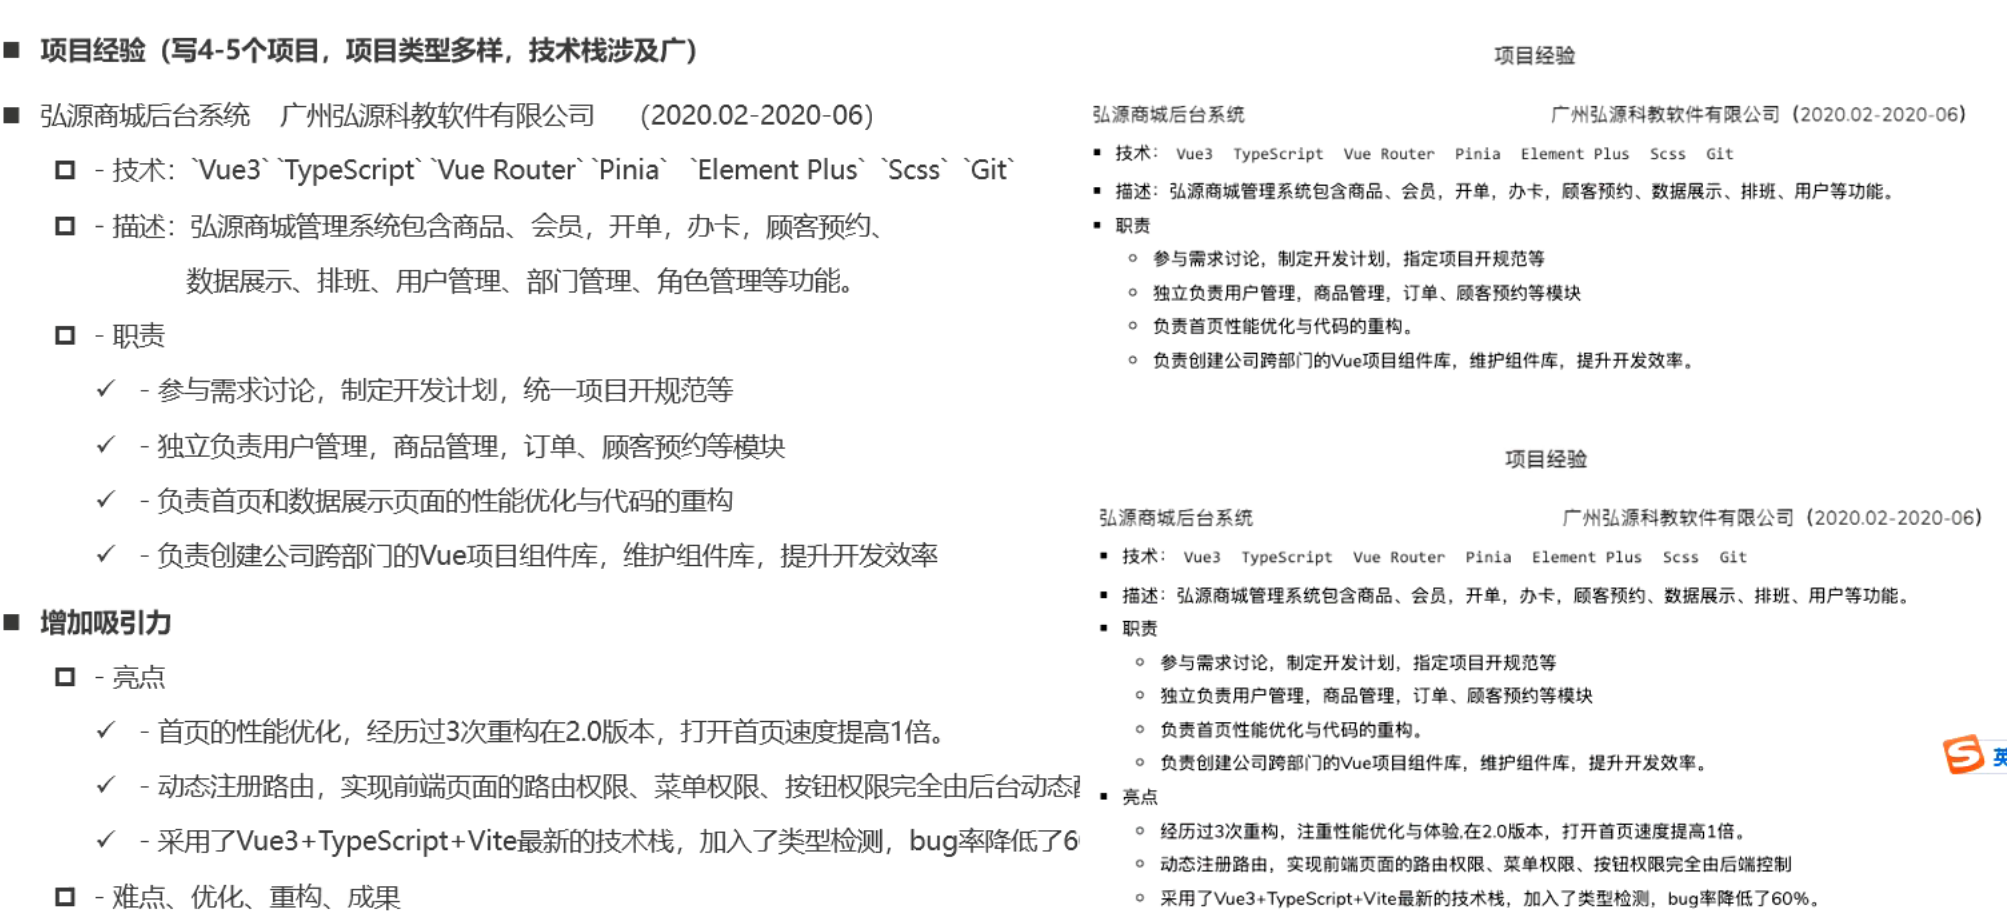 项目经验（写4-5个项目，项目类型多样，技术栈涉及广）
弘源商城后台系统 广州弘源科教软件有限公司 （2020.02-2020-06）
- 技术：`Vue3` `TypeScript` `Vue Router` `Pinia` `Element Plus` `Scss` `Git`
- 描述：弘源商城管理系统包含商品、会员，开单，办卡，顾客预约、
数据展示、排班、用户管理、部门管理、角色管理等功能。
- 职责
- 参与需求讨论，制定开发计划，统一项目开规范等
- 独立负责用户管理，商品管理，订单、顾客预约等模块
- 负责首页和数据展示页面的性能优化与代码的重构
- 负责创建公司跨部门的Vue项目组件库，维护组件库，提升开发效率
增加吸引力
- 亮点
- 首页的性能优化，经历过3次重构在2.0版本，打开首页速度提高1倍。
- 动态注册路由，实现前端页面的路由权限、菜单权限、按钮权限完全由后台动态
- 采用了Vue3+TypeScript+Vite最新的技术栈，加入了类型检测，bug率降低了6
- 难点、优化、重构、成果
项目经验
弘源商城后台系统 广州弘源科教软件有限公司（2020.02-2020-06）
技术： Vue3 TypeScript Vue Router Pinia Element Plus Scss Git
描述：弘源商城管理系统包含商品、会员，开单，办卡，顾客预约、数据展示、排班、用户等功能。
职责
参与需求讨论，制定开发计划，指定项目开规范等
独立负责用户管理，商品管理，订单、顾客预约等模块
负责首页性能优化与代码的重构。
负责创建公司跨部门的Vue项目组件库，维护组件库，提升开发效率。
项目经验
弘源商城后台系统 广州弘源科教软件有限公司（2020.02-2020-06）
技术： Vue3 TypeScript Vue Router Pinia Element Plus Scss Git
描述：弘源商城管理系统包含商品、会员，开单，办卡，顾客预约、数据展示、排班、用户等功能。
职责
参与需求讨论，制定开发计划，指定项目开规范等
独立负责用户管理，商品管理，订单、顾客预约等模块
负责首页性能优化与代码的重构。
负责创建公司跨部门的Vue项目组件库，维护组件库，提升开发效率。
亮点
经历过3次重构，注重性能优化与体验,在2.0版本，打开首页速度提高1倍。
动态注册路由，实现前端页面的路由权限、菜单权限、按钮权限完全由后端控制
采用了Vue3+TypeScript+Vite最新的技术栈，加入了类型检测，bug率降低了60%。